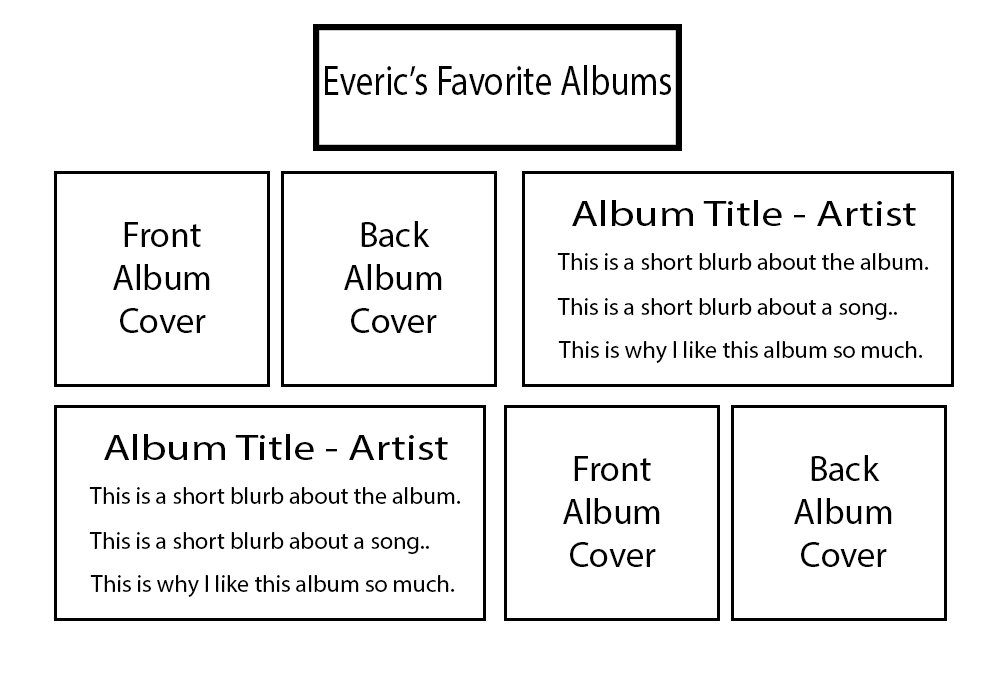 Everic’s Favorite Albums
Front
Album
Cover
Back
Album
Cover
Album Title - Artist
This is a short blurb about the album.
This is a short blurb about a song..
This is why I like this album so much.
Album Title - Artist
This is a short blurb about the album.
This is a short blurb about a song..
This is why I like this album so much.
Front
Album
Cover
Back
Album
Cover